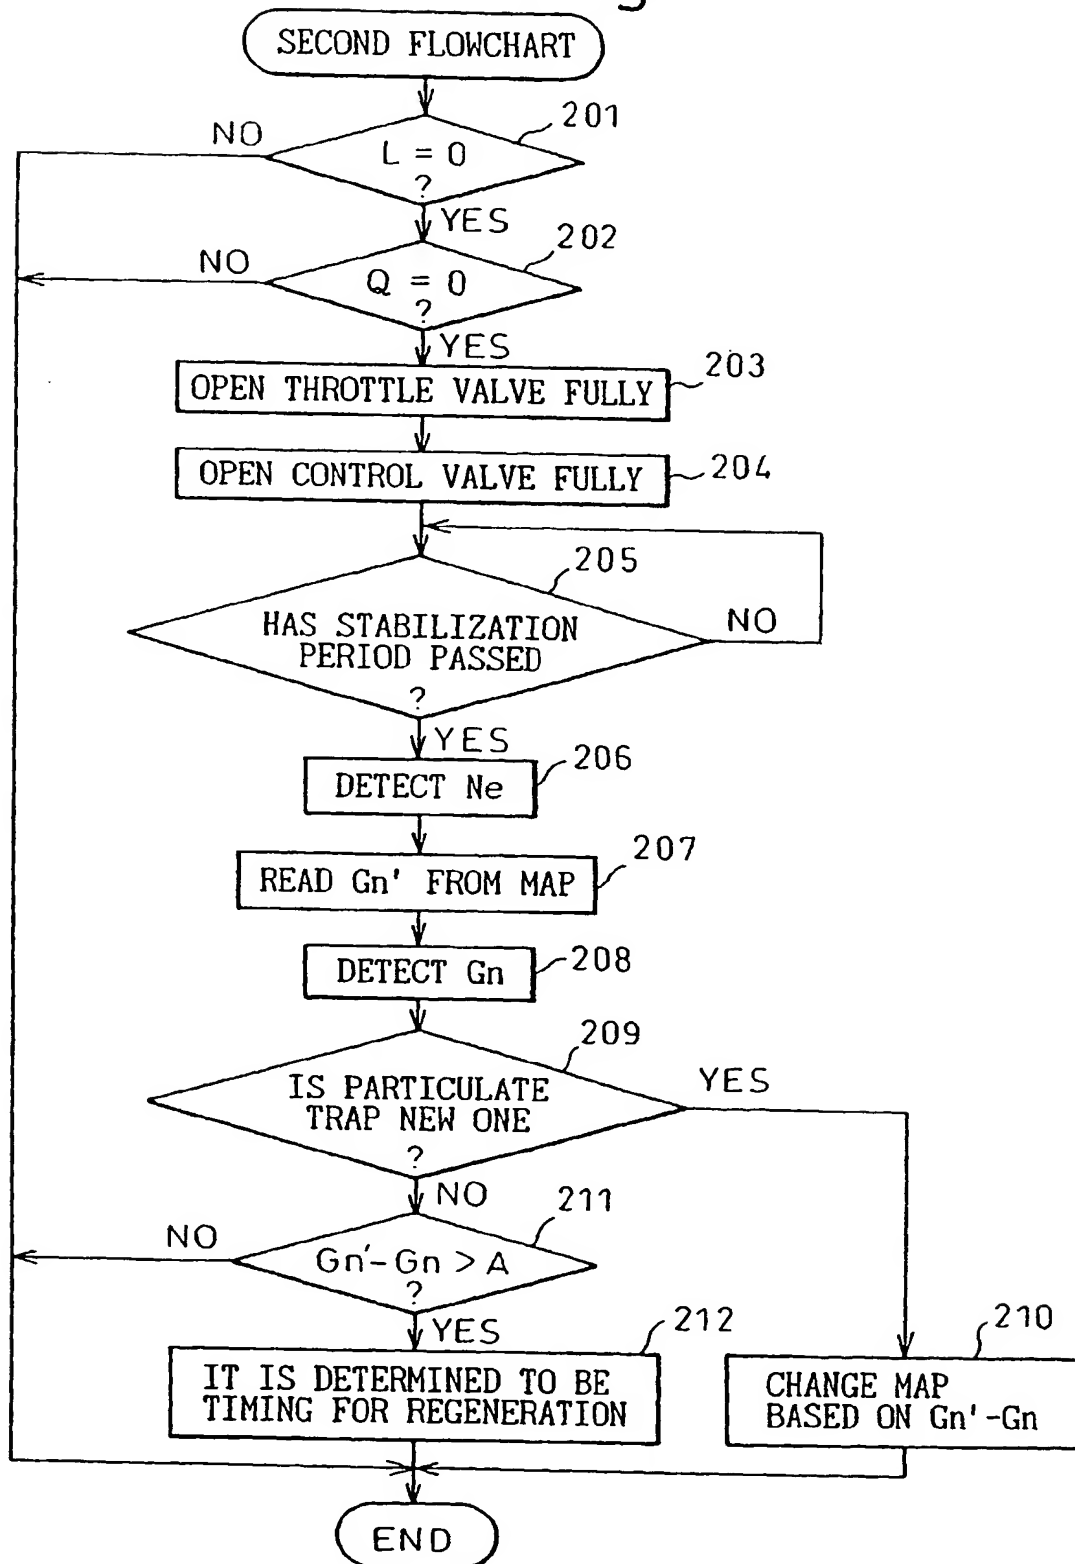 SECOND FLOWCHART
201
NO
L = 0
?
YES
202
NO
Q = 0
?
YES
203
OPEN THROTTLE VALVE FULLY
204
OPEN CONTROL VALVE FULLY
205
HAS STABILIZATION
PERIOD PASSED
?
NO
YES
206
DETECT Ne
207
READ Gn' FROM MAP
208
DETECT Gn
209
IS PARTICULATE
TRAP NEW ONE
?
YES
NO
211
NO
Gn'-Gn > A
?
YES
212
IT IS DETERMINED TO BE
TIMING FOR REGENERATION
210
CHANGE MAP
BASED ON Gn'-Gn
END